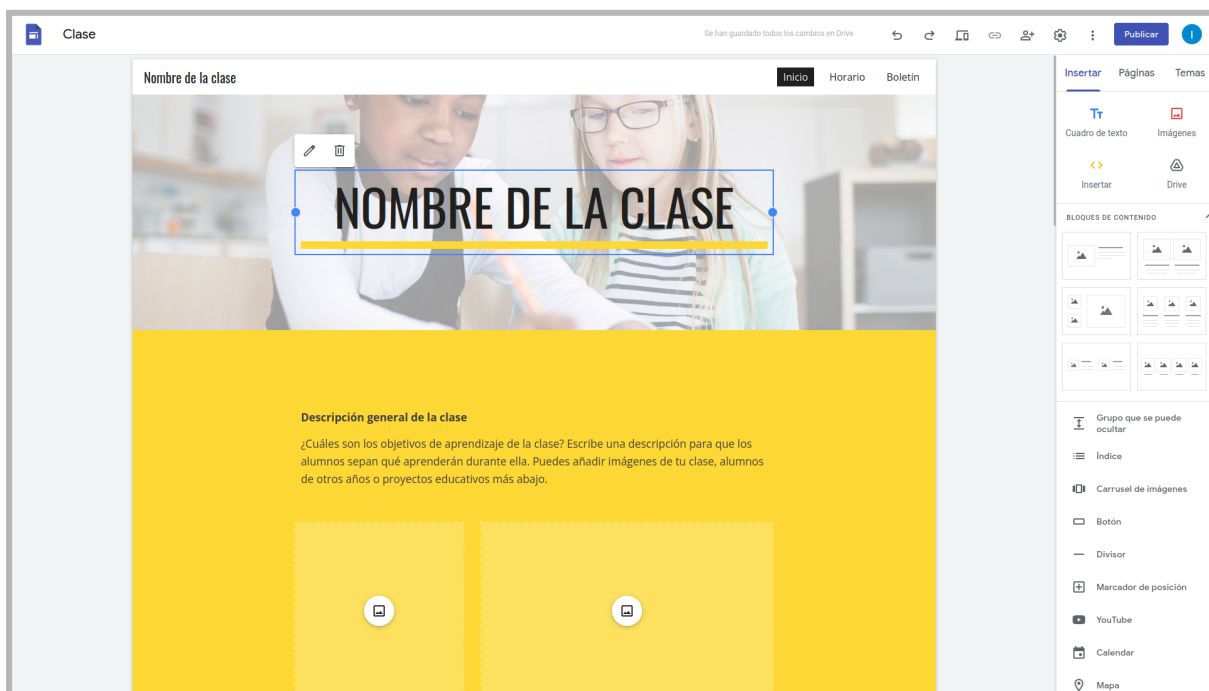 Clase
Se han guardado todos los cambios en Drive
Publicar
I
Nombre de la clase
Inicio
Horario
Boletín
NOMBRE DE LA CLASE
Descripción general de la clase
¿Cuáles son los objetivos de aprendizaje de la clase? Escribe una descripción para que los
alumnos sepan qué aprenderán durante ella. Puedes añadir imágenes de tu clase, alumnos
de otros años o proyectos educativos más abajo.
Insertar
Páginas
Temas
Tт
Cuadro de texto
Imágenes
Insertar
Drive
BLOQUES DE CONTENIDO
Grupo que se puede
ocultar
Índice
Carrusel de imágenes
Botón
Divisor
Marcador de posición
YouTube
Calendar
Mapa